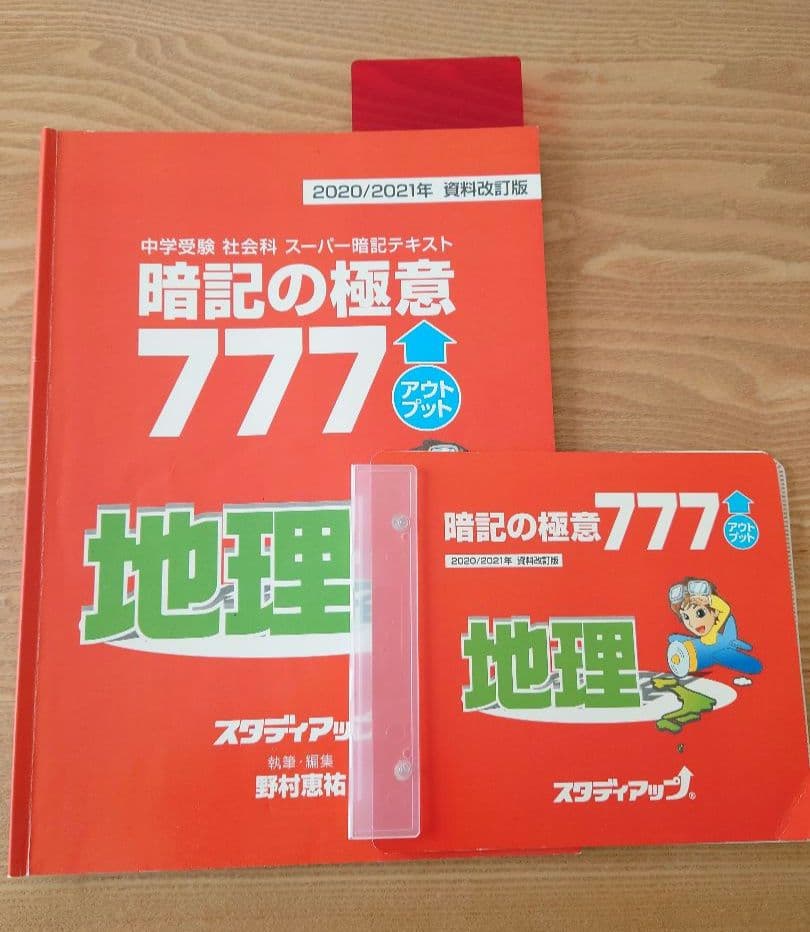 2020/2021年 資料改訂版
中学受験 社会科 スーパー暗記テキスト
暗記の極意
777
アウト
プット
地理
スタディアップ
執筆・編集
野村恵祐
暗記の極意777
アウト
プット
2020/2021年 資料改訂版
地理
スタディアップ®